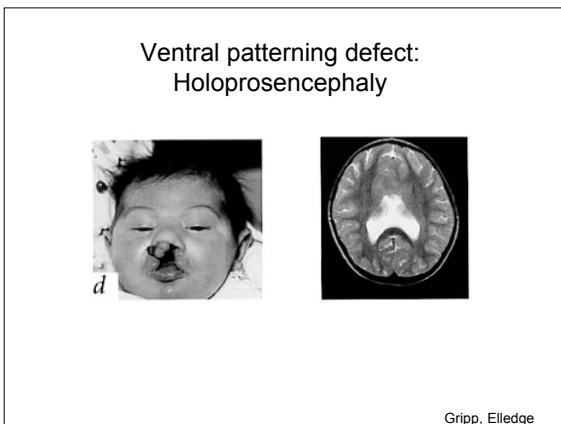 Ventral patterning defect:
Holoprosencephaly
d
Gripp, Elledge